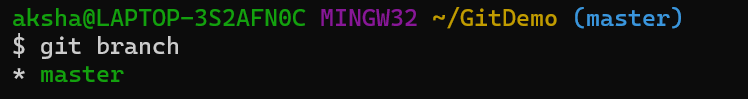 aksha@LAPTOP-3S2AFN0C MINGW32 ~/GitDemo (master)
$ git branch
* master